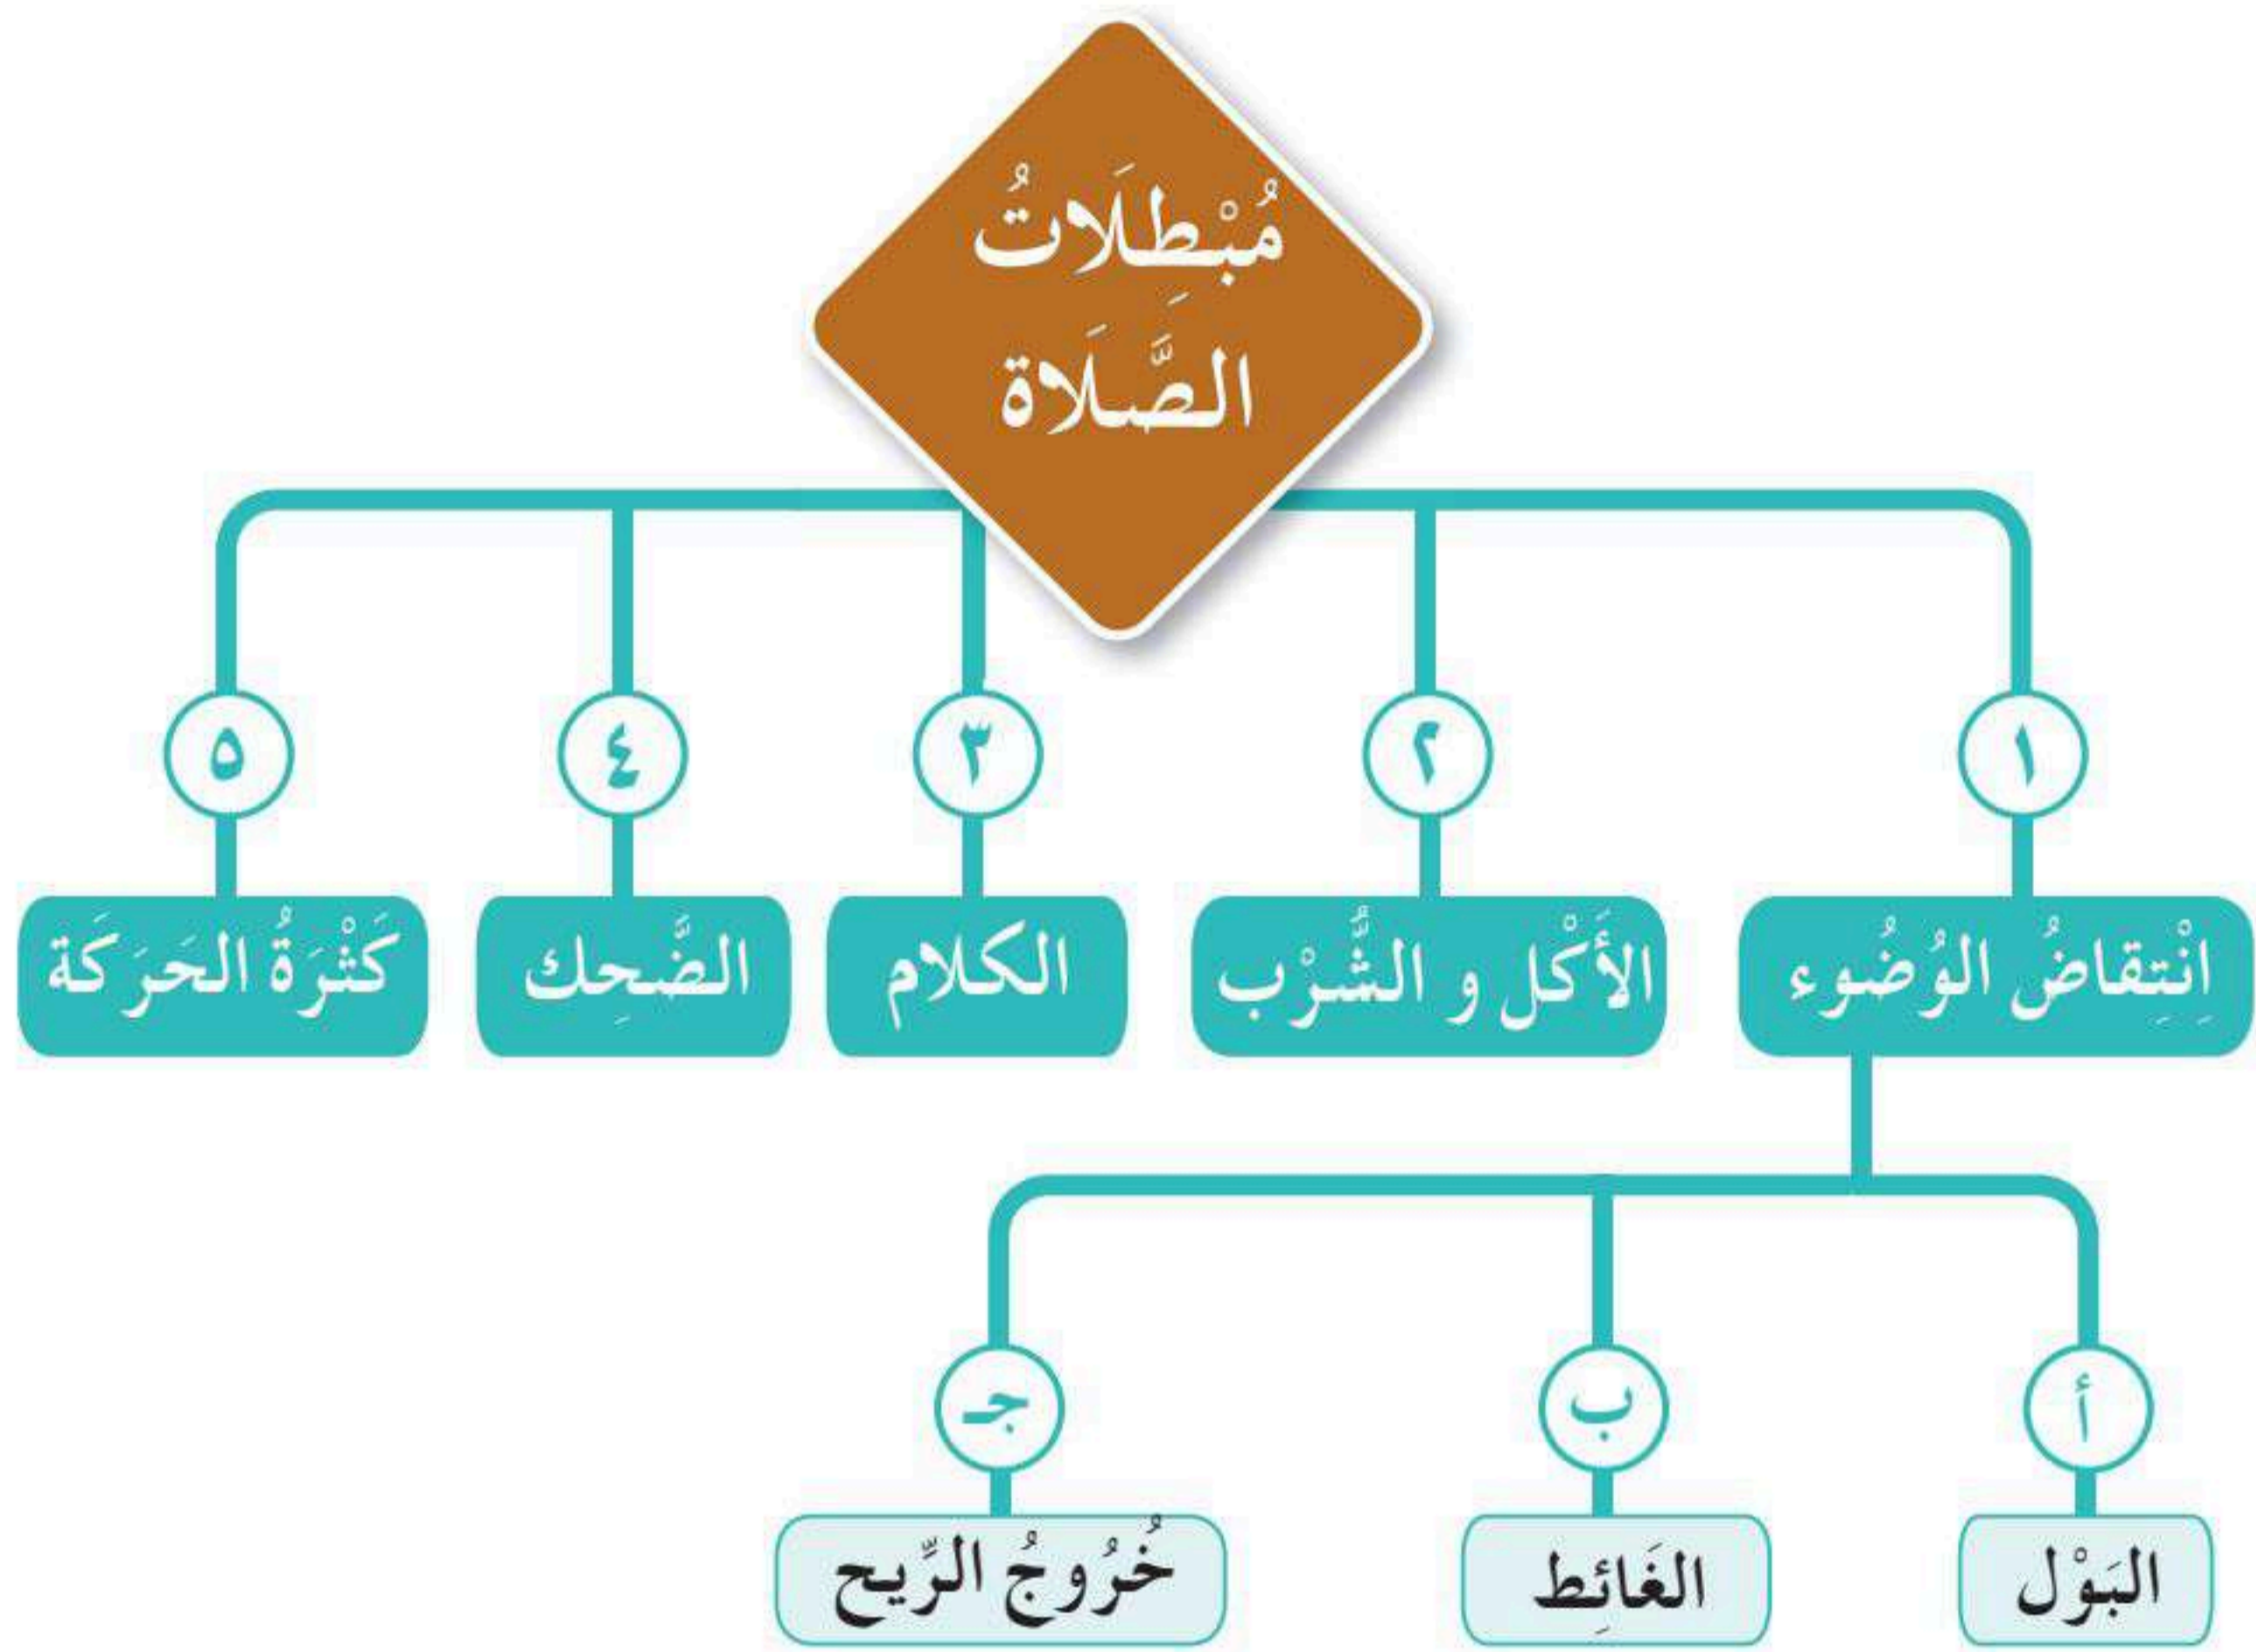 مُبْطِلَاتُ
الصَّلَاة
١
٢
٣
٤
٥
اِنْتِقاضُ الوُضُوء
الأَكْل و الشُّرْب
الكلام
الضَّحِك
كَثْرَةُ الحَرَكَة
أ
ب
جـ
البَوْل
الغَائِط
خُرُوجُ الرِّيح